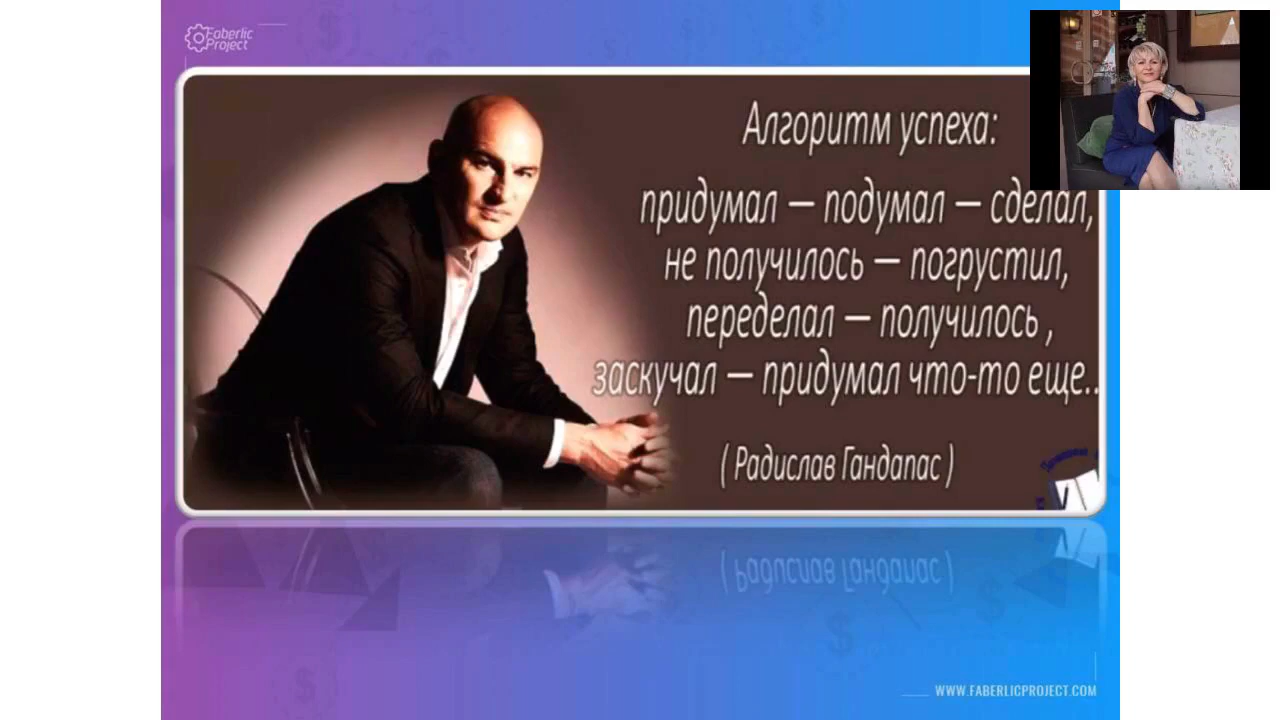 Faberlic
Project
Алгоритм успеха:
придумал — подумал — сделал,
не получилось — погрустил,
переделал — получилось ,
заскучал — придумал что-то еще..
( Радислав Гандапас )
WWW.FABERLICPROJECT.COM